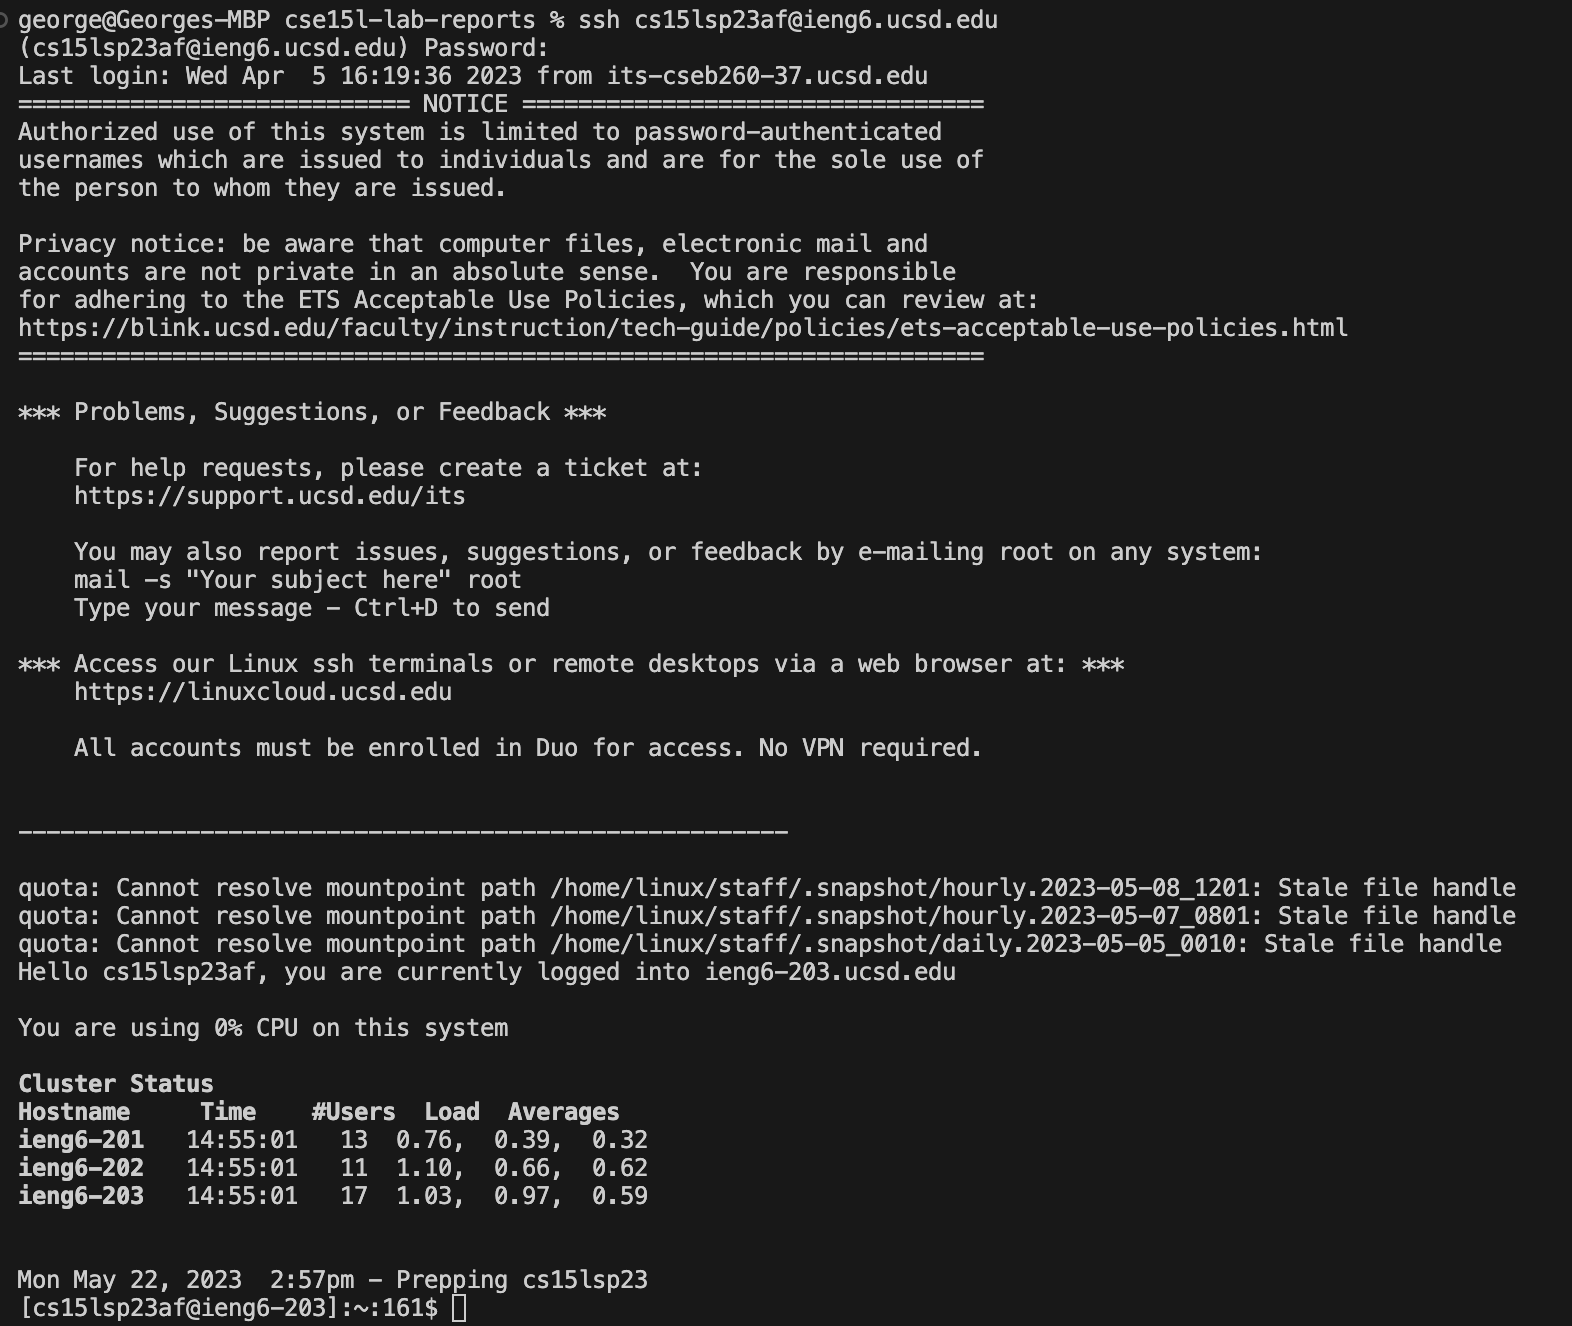 george@Georges-MBP cse15l-lab-reports % ssh cs15lsp23af@ieng6.ucsd.edu
(cs15lsp23af@ieng6.ucsd.edu) Password:
Last login: Wed Apr  5 16:19:36 2023 from its-cseb260-37.ucsd.edu
============================ NOTICE =================================
Authorized use of this system is limited to password-authenticated
usernames which are issued to individuals and are for the sole use of
the person to whom they are issued.

Privacy notice: be aware that computer files, electronic mail and
accounts are not private in an absolute sense.  You are responsible
for adhering to the ETS Acceptable Use Policies, which you can review at:
https://blink.ucsd.edu/faculty/instruction/tech-guide/policies/ets-acceptable-use-policies.html
=====================================================================

*** Problems, Suggestions, or Feedback ***

    For help requests, please create a ticket at:
    https://support.ucsd.edu/its

    You may also report issues, suggestions, or feedback by e-mailing root on any system:
    mail -s "Your subject here" root
    Type your message - Ctrl+D to send

*** Access our Linux ssh terminals or remote desktops via a web browser at: ***
    https://linuxcloud.ucsd.edu

    All accounts must be enrolled in Duo for access. No VPN required.


-------------------------------------------------------

quota: Cannot resolve mountpoint path /home/linux/staff/.snapshot/hourly.2023-05-08_1201: Stale file handle
quota: Cannot resolve mountpoint path /home/linux/staff/.snapshot/hourly.2023-05-07_0801: Stale file handle
quota: Cannot resolve mountpoint path /home/linux/staff/.snapshot/daily.2023-05-05_0010: Stale file handle
Hello cs15lsp23af, you are currently logged into ieng6-203.ucsd.edu

You are using 0% CPU on this system

Cluster Status
Hostname     Time    #Users  Load  Averages
ieng6-201   14:55:01   13  0.76,  0.39,  0.32
ieng6-202   14:55:01   11  1.10,  0.66,  0.62
ieng6-203   14:55:01   17  1.03,  0.97,  0.59


Mon May 22, 2023  2:57pm - Prepping cs15lsp23
[cs15lsp23af@ieng6-203]:~:161$